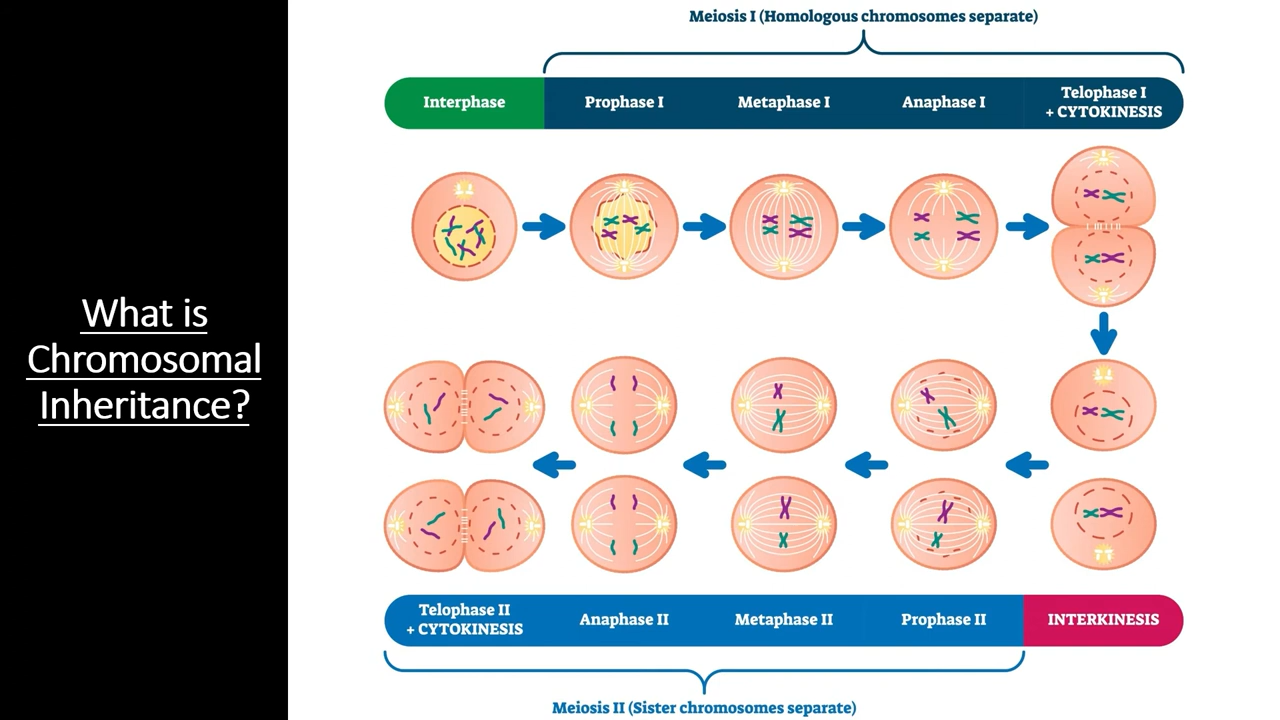 What is
Chromosomal
Inheritance?
Meiosis I (Homologous chromosomes separate)
Interphase
Prophase I
Metaphase I
Anaphase I
Telophase I
+ CYTOKINESIS
Telophase II
+ CYTOKINESIS
Anaphase II
Metaphase II
Prophase II
INTERKINESIS
Meiosis II (Sister chromosomes separate)